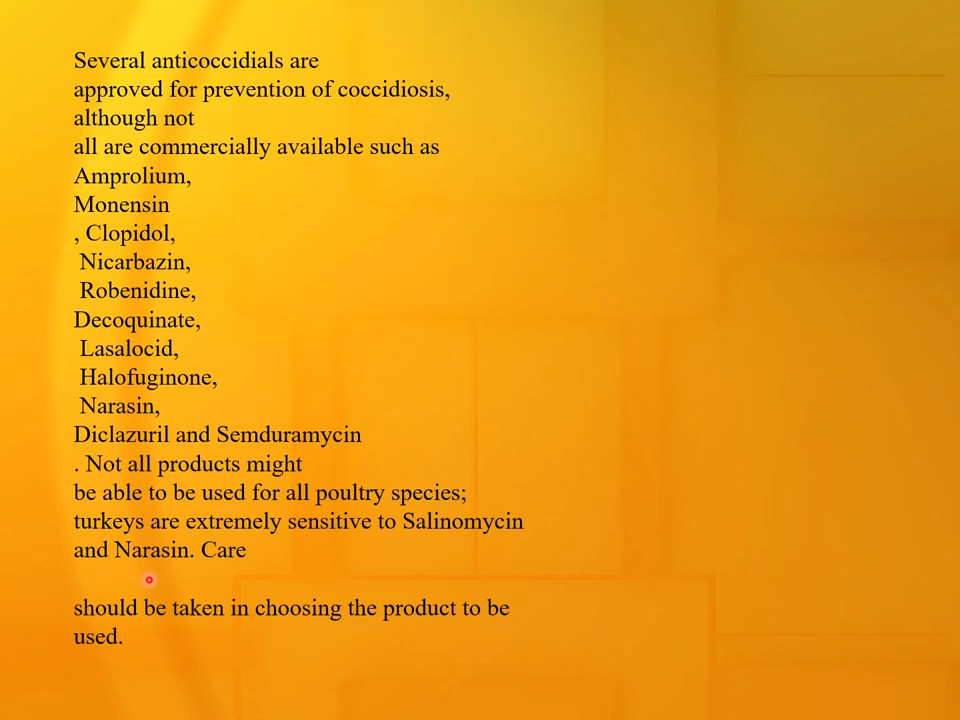 Several anticoccidials are
approved for prevention of coccidiosis,
although not
all are commercially available such as
Amprolium,
Monensin
, Clopidol,
Nicarbazin,
Robenidine,
Decoquinate,
Lasalocid,
Halofuginone,
Narasin,
Diclazuril and Semduramycin
. Not all products might
be able to be used for all poultry species;
turkeys are extremely sensitive to Salinomycin
and Narasin. Care
should be taken in choosing the product to be
used.